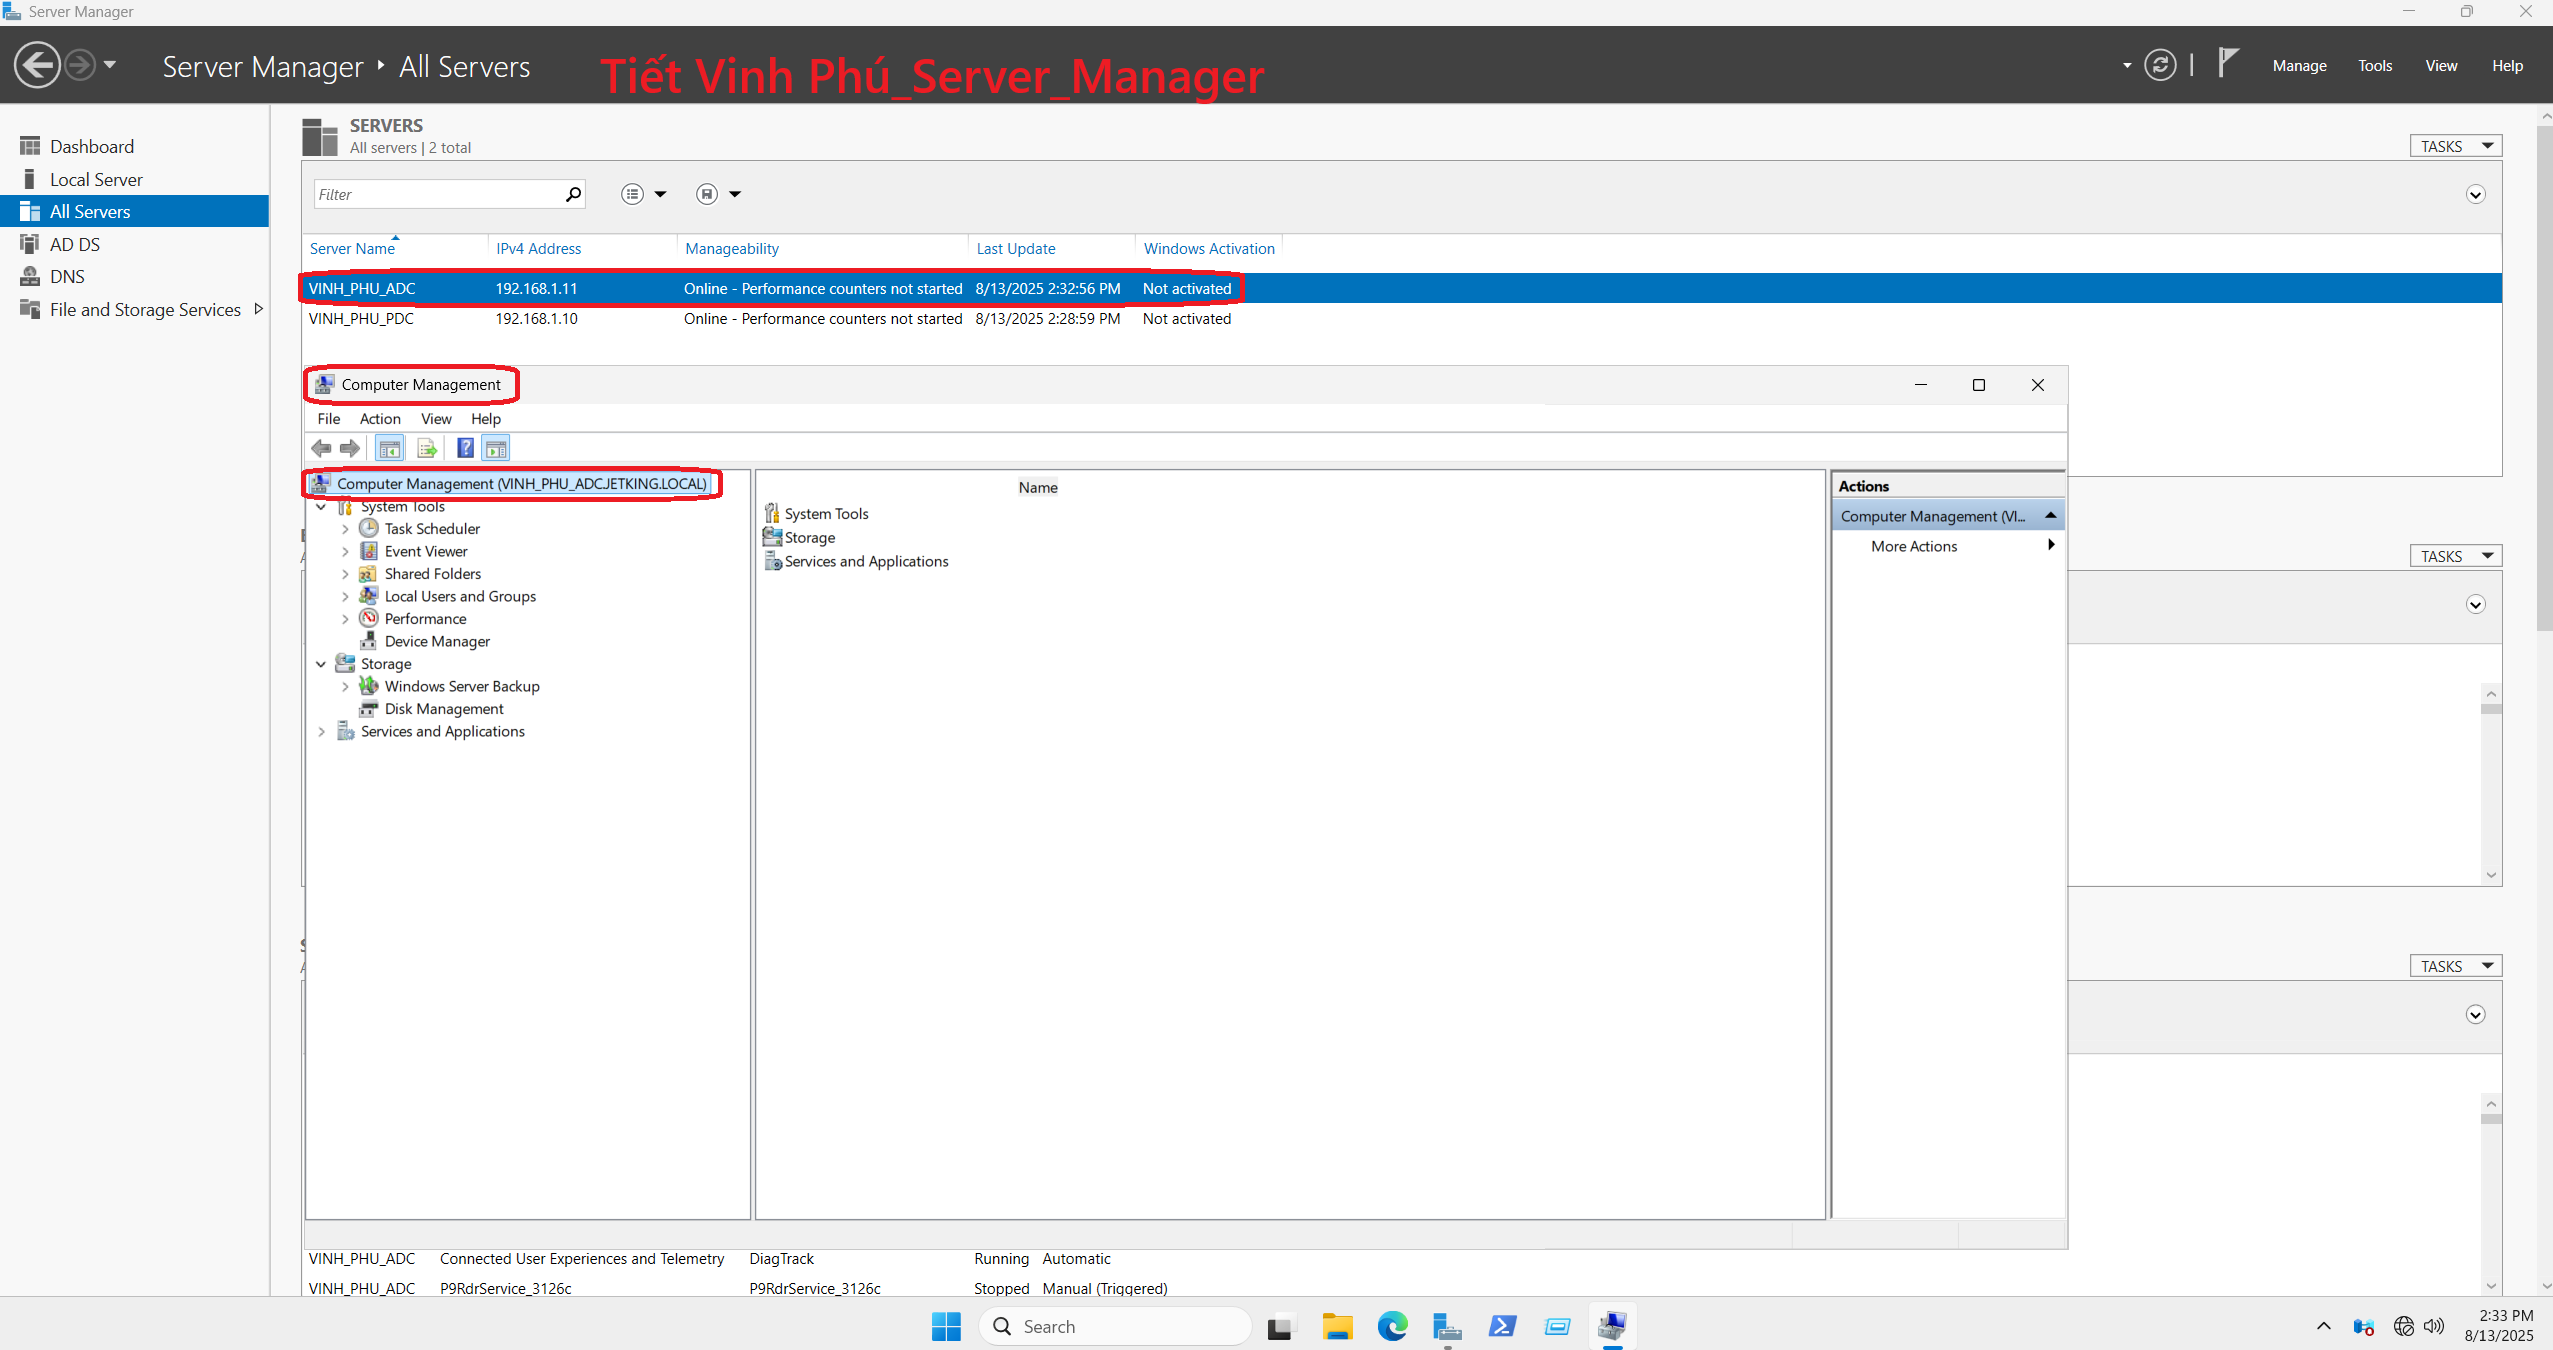 Server Manager
Server Manager ‣ All Servers
Tiết Vinh Phú_Server_Manager
Manage Tools View Help
Dashboard
Local Server
All Servers
AD DS
DNS
File and Storage Services
SERVERS
All servers | 2 total
TASKS
Filter
Server Name IPv4 Address Manageability Last Update Windows Activation
VINH_PHU_ADC 192.168.1.11 Online - Performance counters not started 8/13/2025 2:32:56 PM Not activated
VINH_PHU_PDC 192.168.1.10 Online - Performance counters not started 8/13/2025 2:28:59 PM Not activated
Computer Management
File Action View Help
Computer Management (VINH_PHU_ADC.JETKING.LOCAL)
System Tools
Task Scheduler
Event Viewer
Shared Folders
Local Users and Groups
Performance
Device Manager
Storage
Windows Server Backup
Disk Management
Services and Applications
Name
System Tools
Storage
Services and Applications
Actions
Computer Management (VI...
More Actions
TASKS
TASKS
VINH_PHU_ADC Connected User Experiences and Telemetry DiagTrack Running Automatic
VINH_PHU_ADC P9RdrService_3126c P9RdrService_3126c Stopped Manual (Triggered)
Search
2:33 PM
8/13/2025